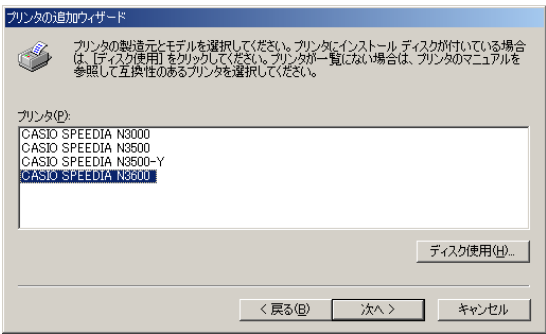 プリンタの追加ウィザード
プリンタの製造元とモデルを選択してください。プリンタにインストール ディスクが付いている場合
は、[ディスク使用] をクリックしてください。プリンタが一覧にない場合は、プリンタのマニュアルを
参照して互換性のあるプリンタを選択してください。
プリンタ(P):
CASIO SPEEDIA N3000
CASIO SPEEDIA N3500
CASIO SPEEDIA N3500-Y
CASIO SPEEDIA N3600
ディスク使用(H)...
< 戻る(B)
次へ >
キャンセル